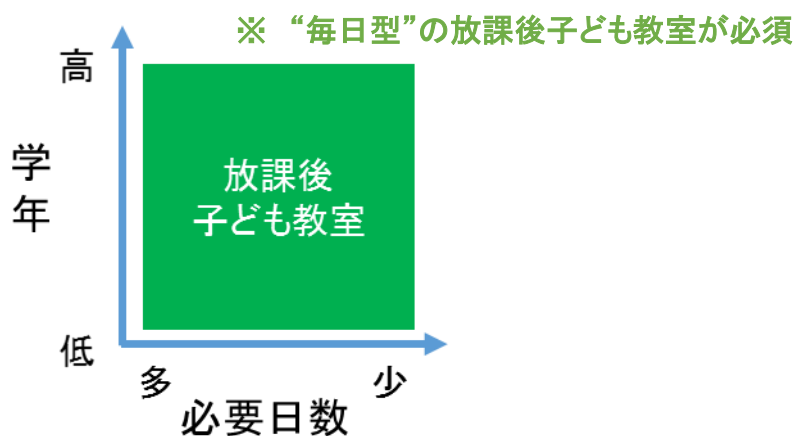 ※ “毎日型”の放課後子ども教室が必須
高
学年
放課後
子ども教室
低
多
少
必要日数